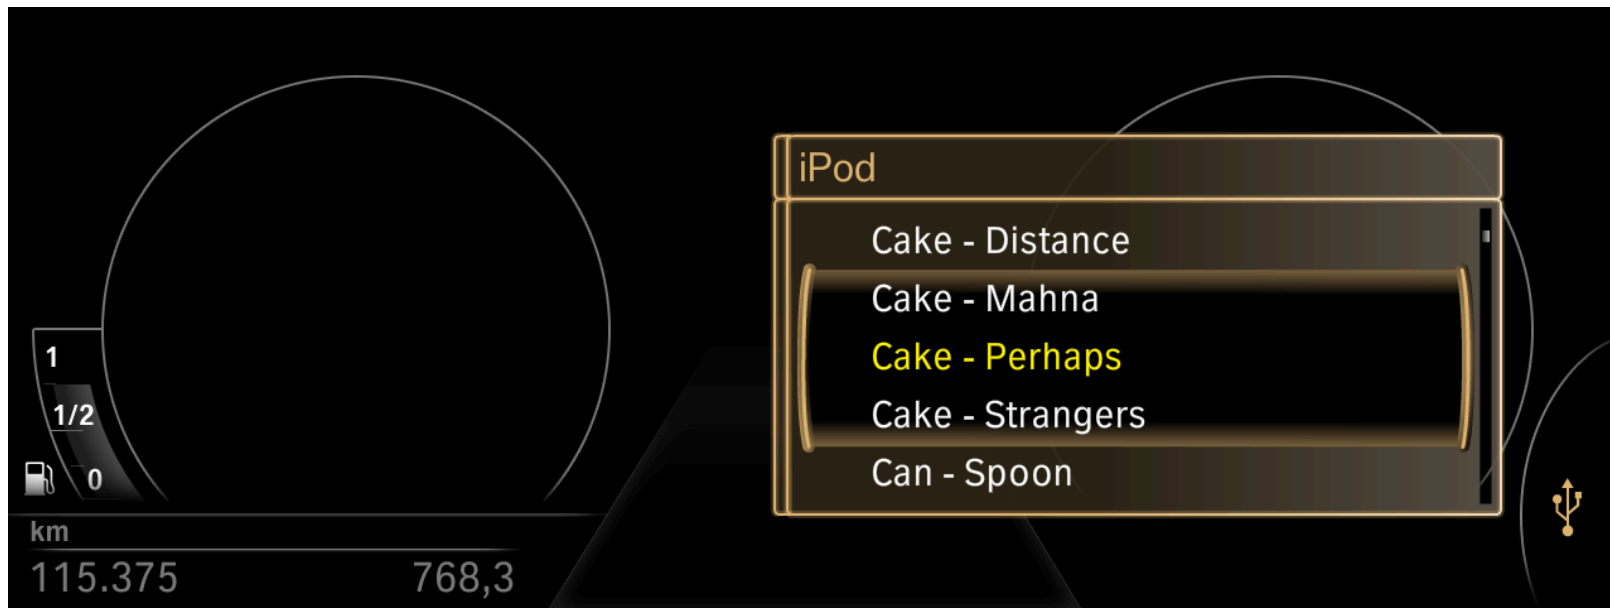 iPod
Cake - Distance
Cake - Mahna
Cake - Perhaps
Cake - Strangers
Can - Spoon
1
1/2
0
km
115.375 768,3